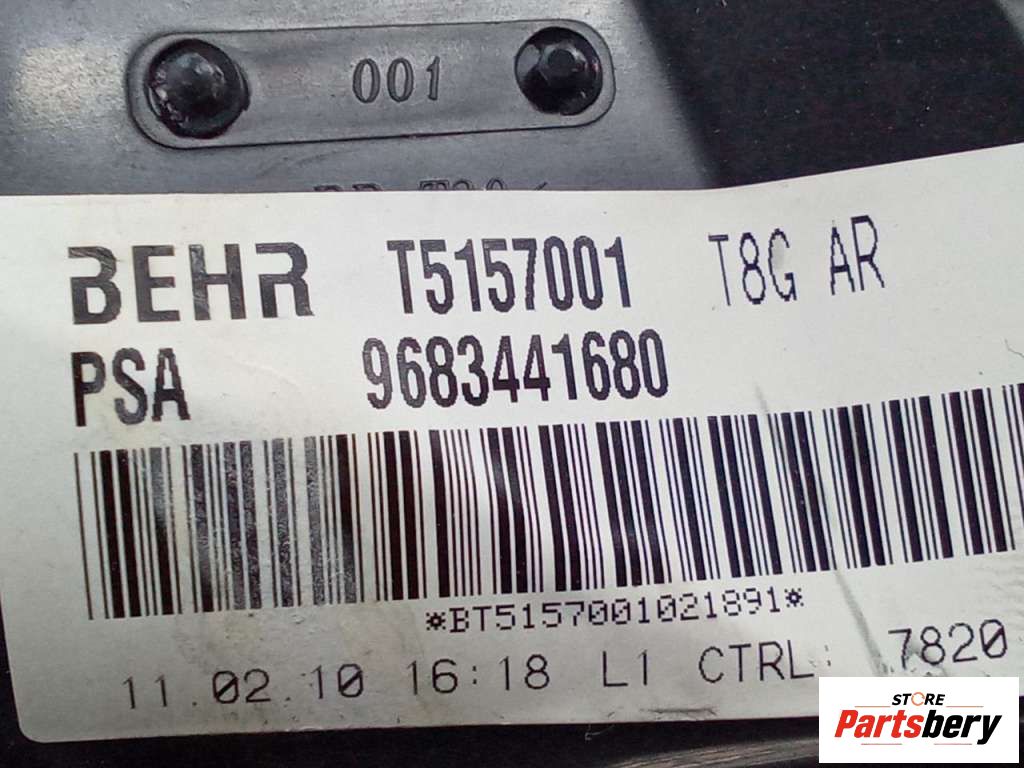 001
BEHR T5157001 T8G AR
PSA 9683441680
*BT5157001021891*
11.02.10 16:18 L1 CTRL: 7820
STORE
Partsbery